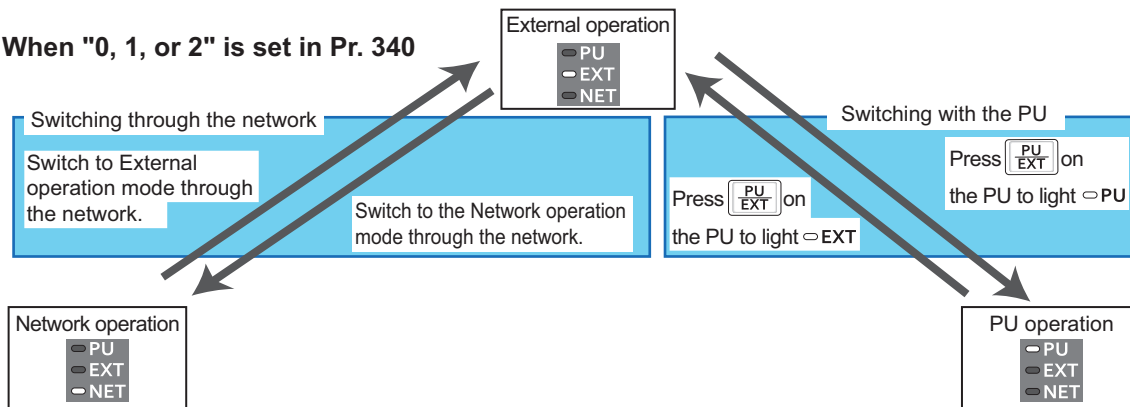 When "0, 1, or 2" is set in Pr. 340
External operation
PU
EXT
NET
Switching through the network
Switch to External
operation mode through
the network.
Switch to the Network operation
mode through the network.
Switching with the PU
Press PU/EXT on
the PU to light EXT
Press PU/EXT on
the PU to light PU
Network operation
PU
EXT
NET
PU operation
PU
EXT
NET